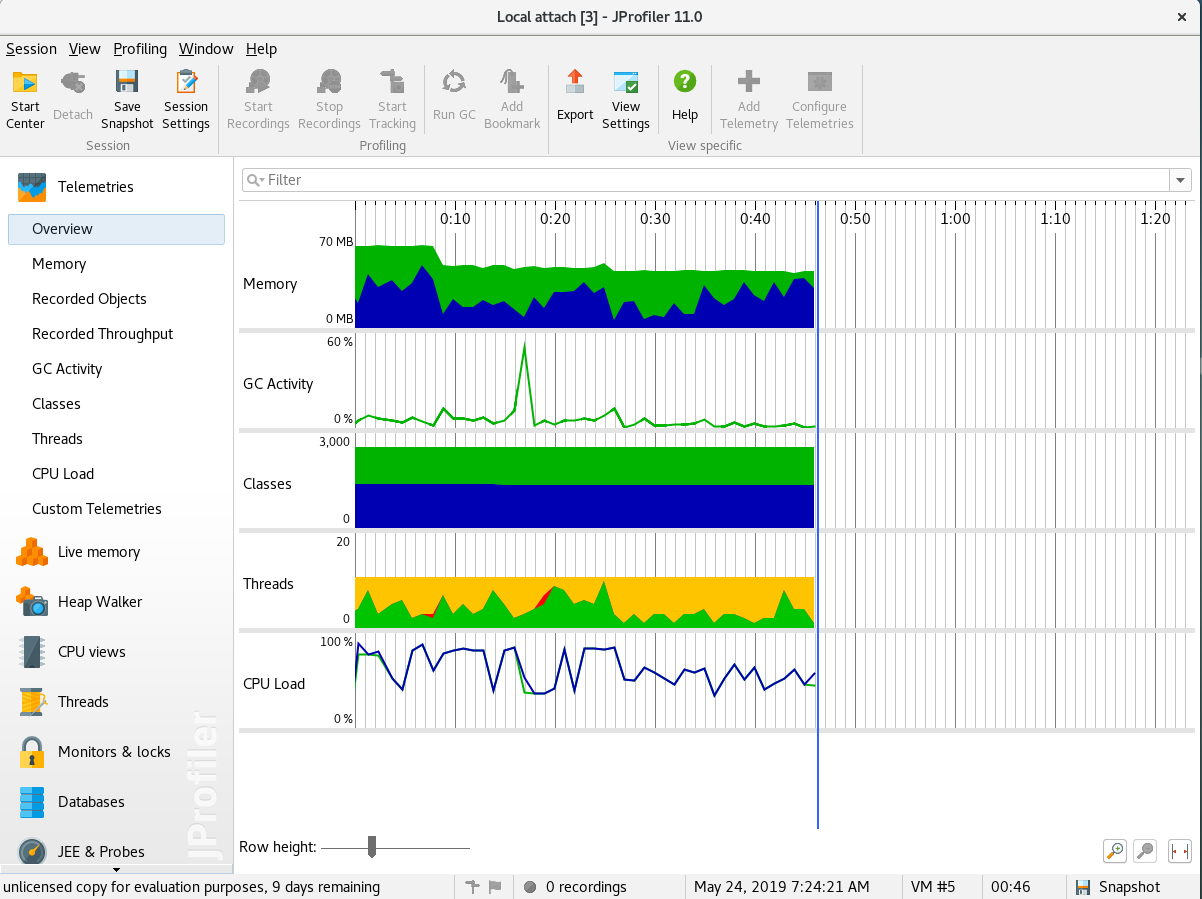 Local attach [3] - JProfiler 11.0
Session View Profiling Window Help
Start Center
Detach
Save Snapshot
Session Settings
Start Recordings
Stop Recordings
Start Tracking
Run GC
Add Bookmark
Export
View Settings
Help
Add Telemetry
Configure Telemetries
Session
Profiling
View specific
Telemetries
Overview
Memory
Recorded Objects
Recorded Throughput
GC Activity
Classes
Threads
CPU Load
Custom Telemetries
Live memory
Heap Walker
CPU views
Threads
Monitors & locks
Databases
JEE & Probes
JProfiler
Filter
0:10 0:20 0:30 0:40 0:50 1:00 1:10 1:20
70 MB
Memory
0 MB
60 %
GC Activity
0 %
3,000
Classes
0
20
Threads
0
100 %
CPU Load
0 %
Row height:
unlicensed copy for evaluation purposes, 9 days remaining
0 recordings
May 24, 2019 7:24:21 AM
VM #5
00:46
Snapshot